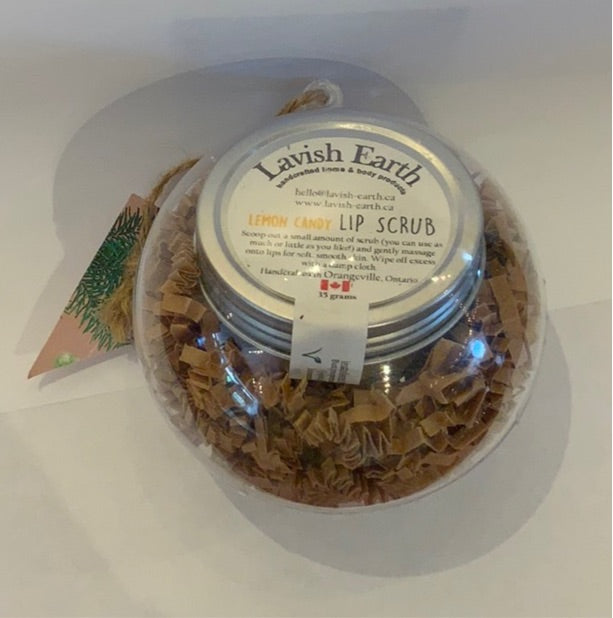 Lavish Earth
handcrafted home & body products
hello@lavish-earth.ca
www.lavish-earth.ca
LEMON CANDY LIP SCRUB
Scoop out a small amount of scrub (you can use as
much or little as you like!) and gently massage
onto lips for soft, smooth skin. Wipe off excess
with a damp cloth.
Handcrafted in Orangeville, Ontario
35 grams